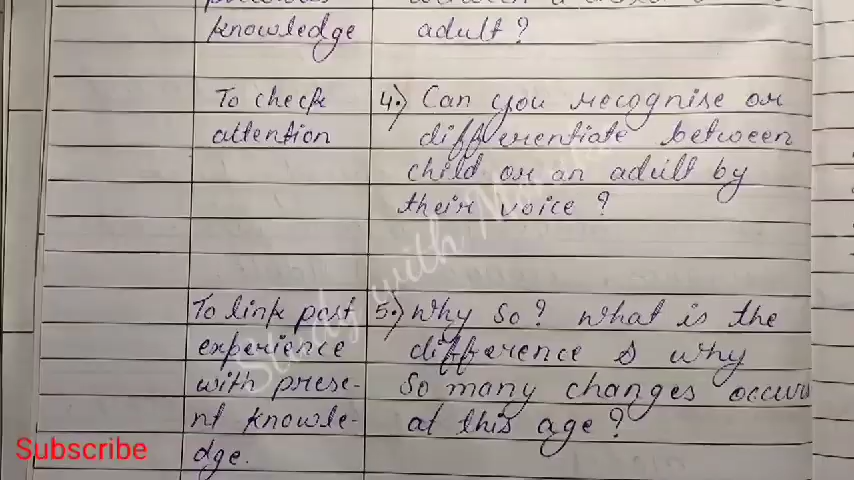 knowledge
adult?
To check
attention
4.) Can you recognise or
differentiate between
child or an adult by
their voice?
To link past
experience
with prese-
nt knowle-
dge.
5.) Why so? What is the
difference & why
so many changes occurs
at this age?
Study with
Subscribe